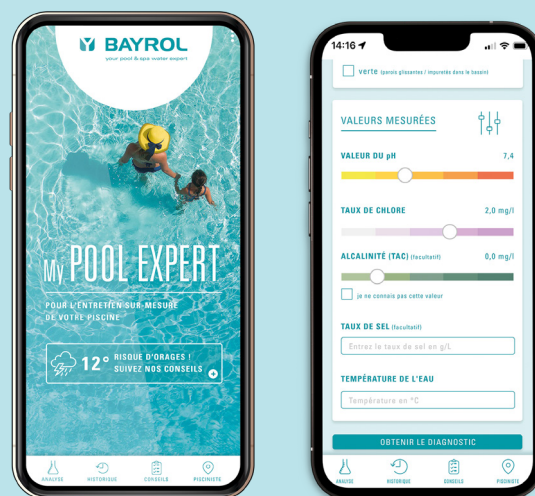 BAYROL
your pool & spa water expert
My POOL EXPERT
POUR L'ENTRETIEN SUR-MESURE
DE VOTRE PISCINE
12° RISQUE D'ORAGES !
SUIVEZ NOS CONSEILS
ANALYSE HISTORIQUE CONSEILS PISCINISTE
14:16
verte (parois glissantes / impuretés dans le bassin)
VALEURS MESURÉES
VALEUR DU pH 7,4
TAUX DE CHLORE 2,0 mg/l
ALCALINITÉ (TAC) (facultatif) 0,0 mg/l
je ne connais pas cette valeur
TAUX DE SEL (facultatif)
Entrez le taux de sel en g/L
TEMPÉRATURE DE L'EAU
Température en °C
OBTENIR LE DIAGNOSTIC
ANALYSE HISTORIQUE CONSEILS PISCINISTE